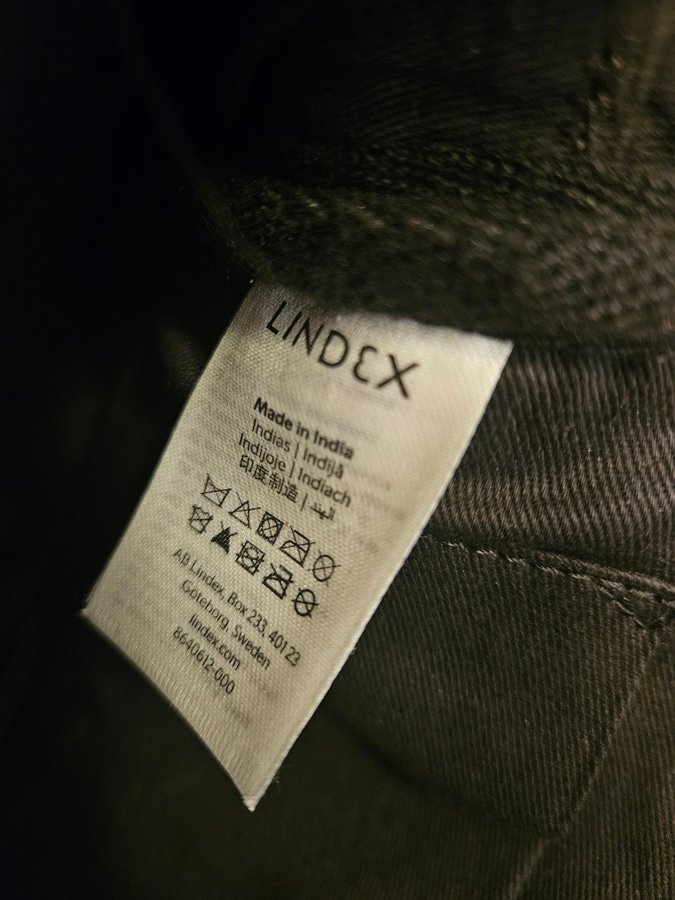 LINDEX
Made in India
Indias | Indijā
Indijoje | Indiach
印度制造 |
AB Lindex, Box 233, 401 23
Göteborg, Sweden
lindex.com
8640612-000